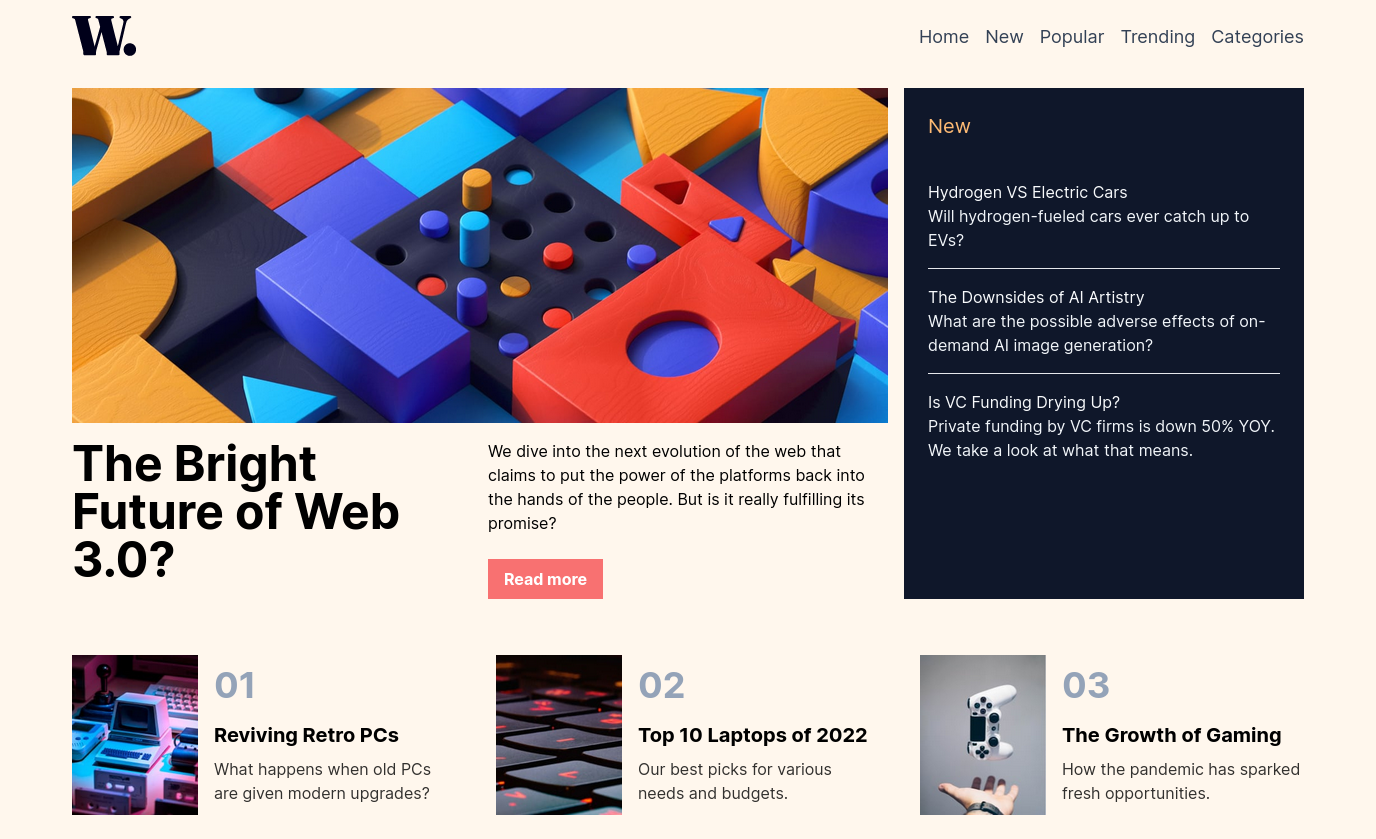 W.
Home New Popular Trending Categories
New
Hydrogen VS Electric Cars
Will hydrogen-fueled cars ever catch up to
EVs?
The Downsides of AI Artistry
What are the possible adverse effects of on-
demand AI image generation?
Is VC Funding Drying Up?
Private funding by VC firms is down 50% YOY.
We take a look at what that means.
The Bright
Future of Web
3.0?
We dive into the next evolution of the web that
claims to put the power of the platforms back into
the hands of the people. But is it really fulfilling its
promise?
Read more
01
Reviving Retro PCs
What happens when old PCs
are given modern upgrades?
02
Top 10 Laptops of 2022
Our best picks for various
needs and budgets.
03
The Growth of Gaming
How the pandemic has sparked
fresh opportunities.